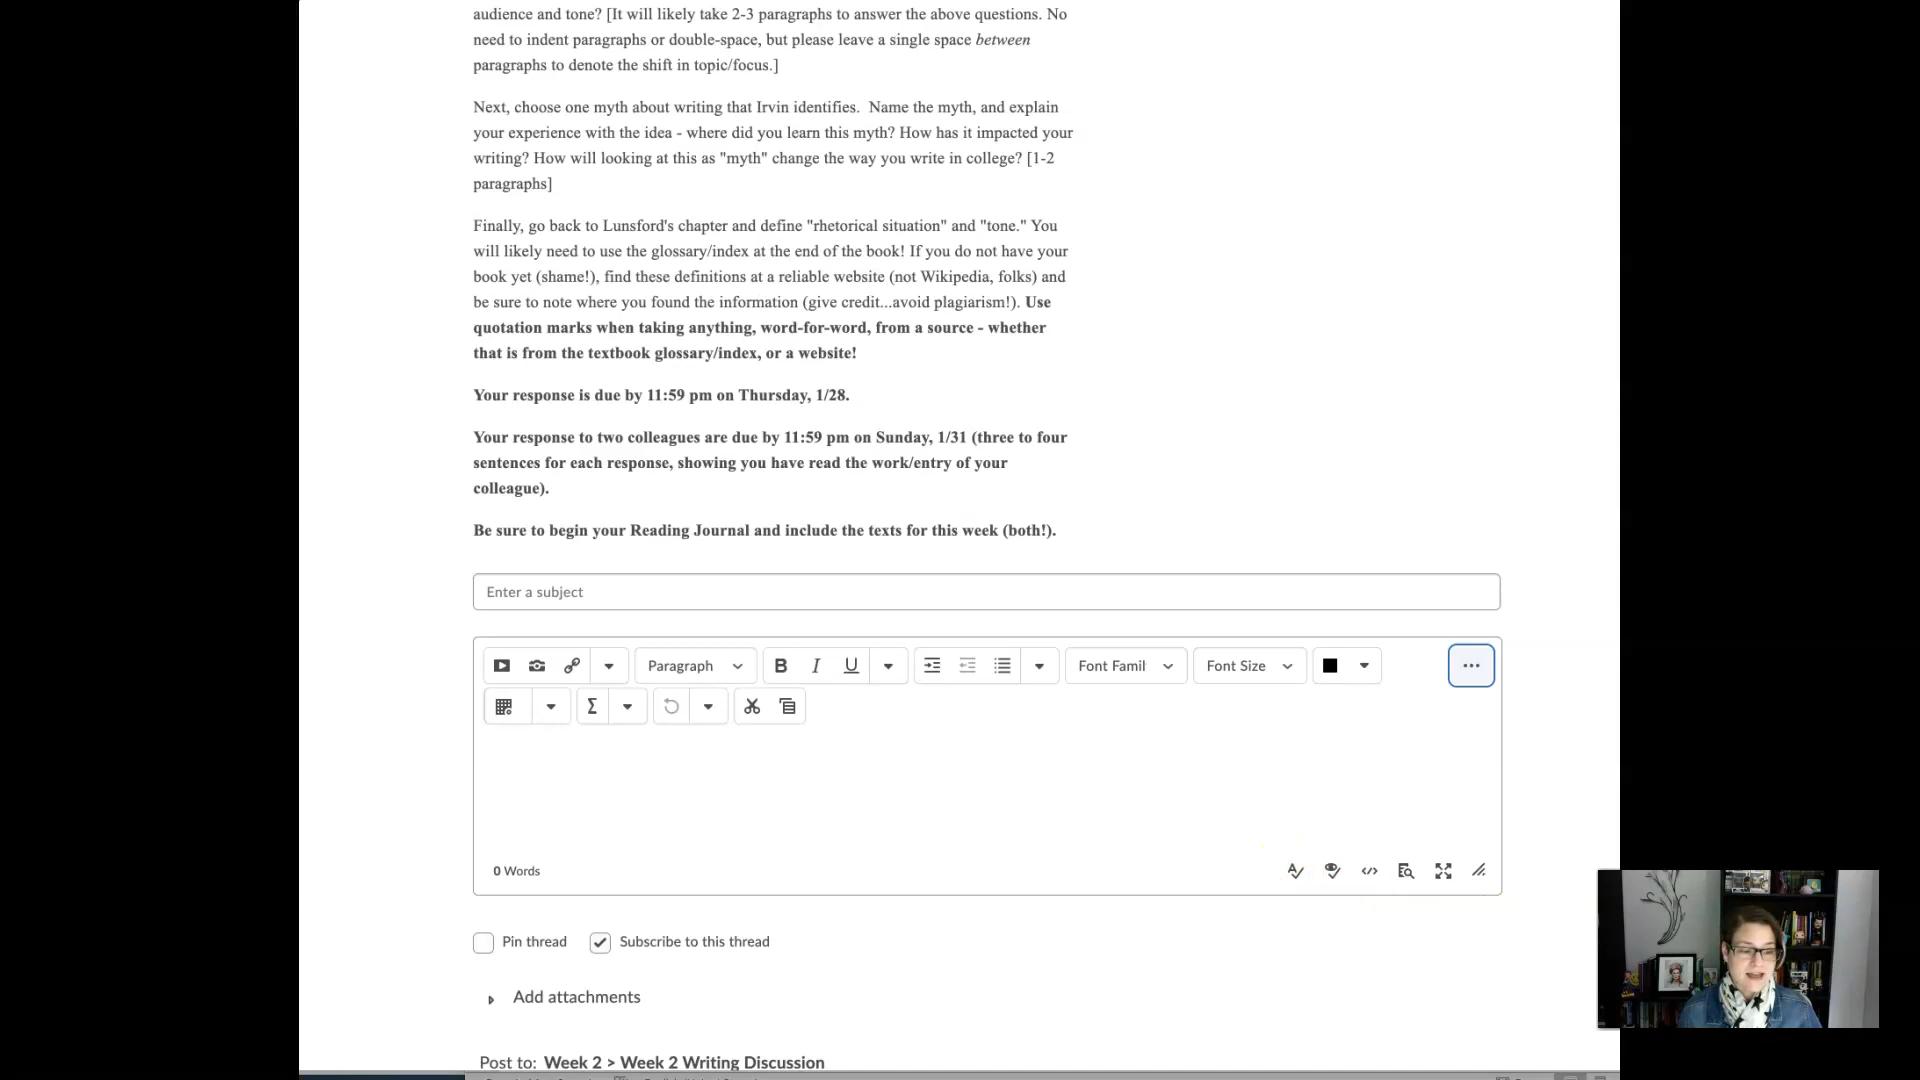 audience and tone? [It will likely take 2-3 paragraphs to answer the above questions. No
need to indent paragraphs or double-space, but please leave a single space between
paragraphs to denote the shift in topic/focus.]
Next, choose one myth about writing that Irvin identifies.  Name the myth, and explain
your experience with the idea - where did you learn this myth? How has it impacted your
writing? How will looking at this as "myth" change the way you write in college? [1-2
paragraphs]
Finally, go back to Lunsford's chapter and define "rhetorical situation" and "tone." You
will likely need to use the glossary/index at the end of the book! If you do not have your
book yet (shame!), find these definitions at a reliable website (not Wikipedia, folks) and
be sure to note where you found the information (give credit...avoid plagiarism!). Use
quotation marks when taking anything, word-for-word, from a source - whether
that is from the textbook glossary/index, or a website!
Your response is due by 11:59 pm on Thursday, 1/28.
Your response to two colleagues are due by 11:59 pm on Sunday, 1/31 (three to four
sentences for each response, showing you have read the work/entry of your
colleague).
Be sure to begin your Reading Journal and include the texts for this week (both!).
Enter a subject
Paragraph B I U Font Famil Font Size
0 Words
Pin thread Subscribe to this thread
Add attachments
Post to: Week 2 > Week 2 Writing Discussion